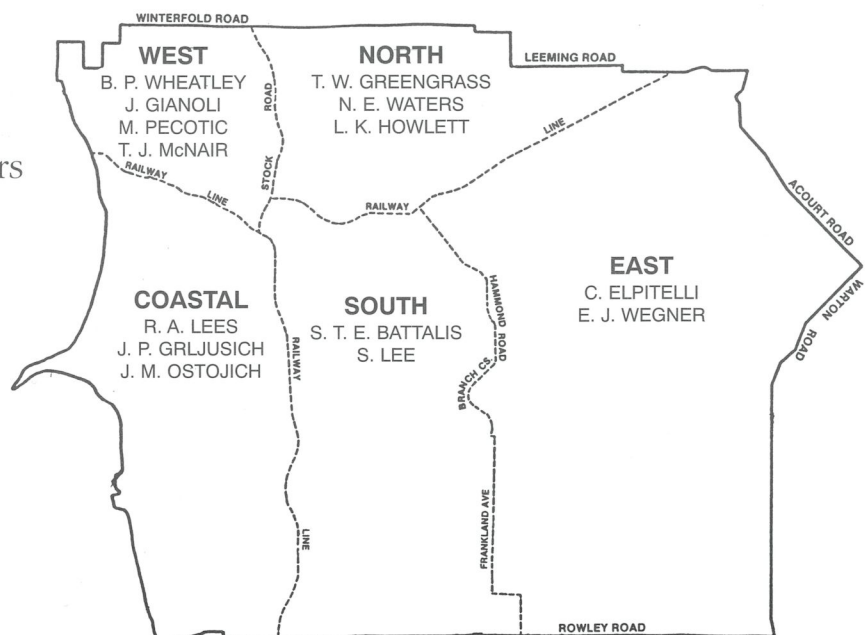 WINTERFOLD ROAD
WEST
B. P. WHEATLEY
J. GIANOLI
M. PECOTIC
T. J. McNAIR
NORTH
T. W. GREENGRASS
N. E. WATERS
L. K. HOWLETT
LEEMING ROAD
rs
STOCK
ROAD
RAILWAY
LINE
RAILWAY
LINE
ACOURT ROAD
WARTON
ROAD
COASTAL
R. A. LEES
J. P. GRLJUSICH
J. M. OSTOJICH
RAILWAY
LINE
SOUTH
S. T. E. BATTALIS
S. LEE
HAMMOND ROAD
BRANCH CS.
FRANKLAND AVE
EAST
C. ELPITELLI
E. J. WEGNER
ROWLEY ROAD